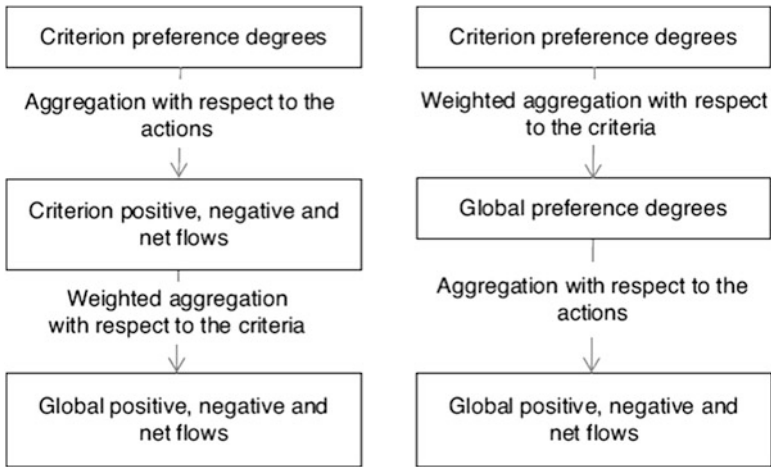 Criterion preference degrees
Aggregation with respect to the
actions
Criterion positive, negative and
net flows
Weighted aggregation
with respect to the criteria
Global positive, negative and
net flows
Criterion preference degrees
Weighted aggregation with respect
to the criteria
Global preference degrees
Aggregation with respect to the
actions
Global positive, negative and
net flows